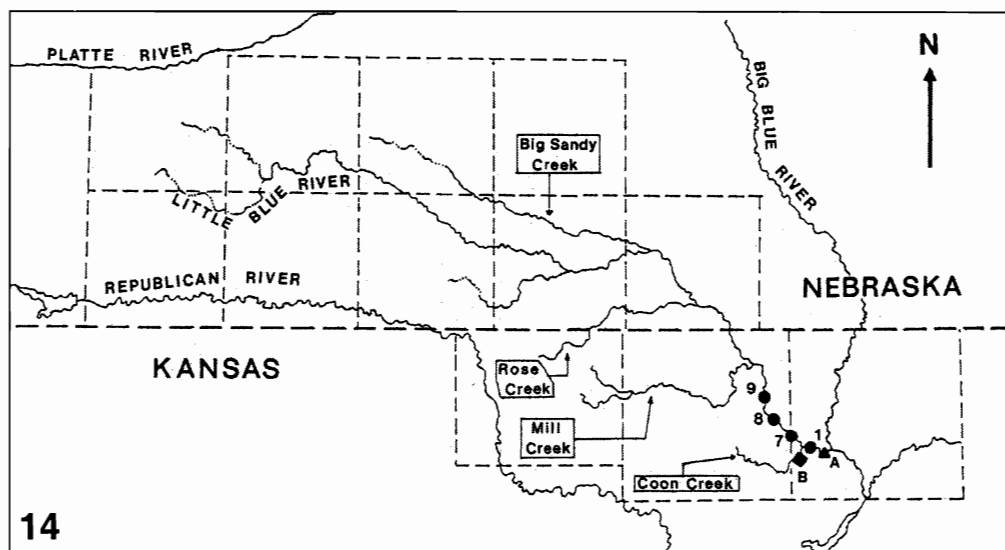 PLATTE RIVER
N
BIG BLUE RIVER
Big Sandy
Creek
LITTLE BLUE RIVER
REPUBLICAN RIVER
NEBRASKA
KANSAS
Rose
Creek
9
8
Mill
Creek
7
1
A
B
Coon Creek
14